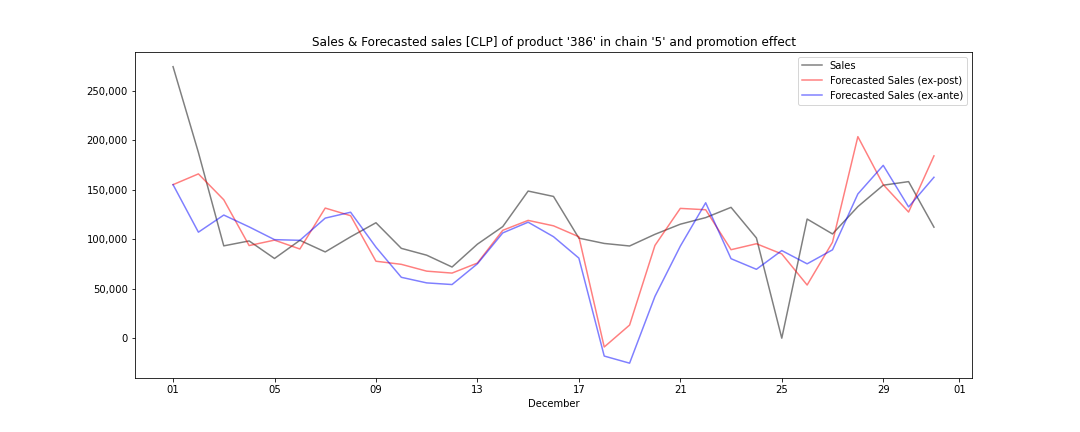 Sales & Forecasted sales [CLP] of product '386' in chain '5' and promotion effect
Sales
Forecasted Sales (ex-post)
Forecasted Sales (ex-ante)
250,000
200,000
150,000
100,000
50,000
0
01 05 09 13 17 21 25 29 01
December